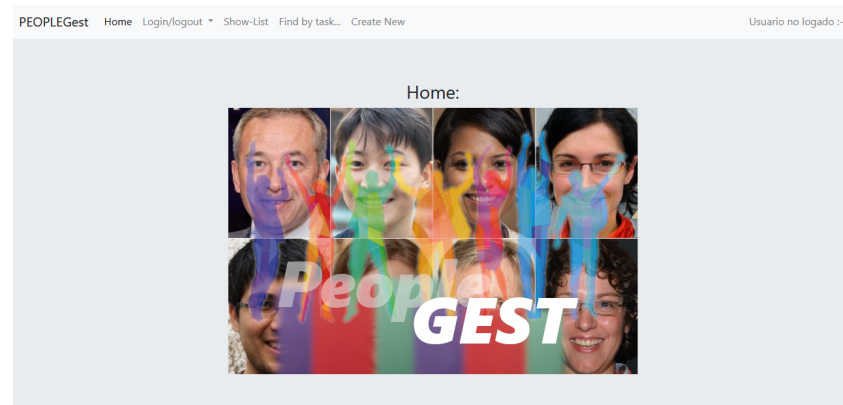 PEOPLEGest Home Login/logout Show-List Find by task... Create New Usuario no logado :-
Home:
People
GEST